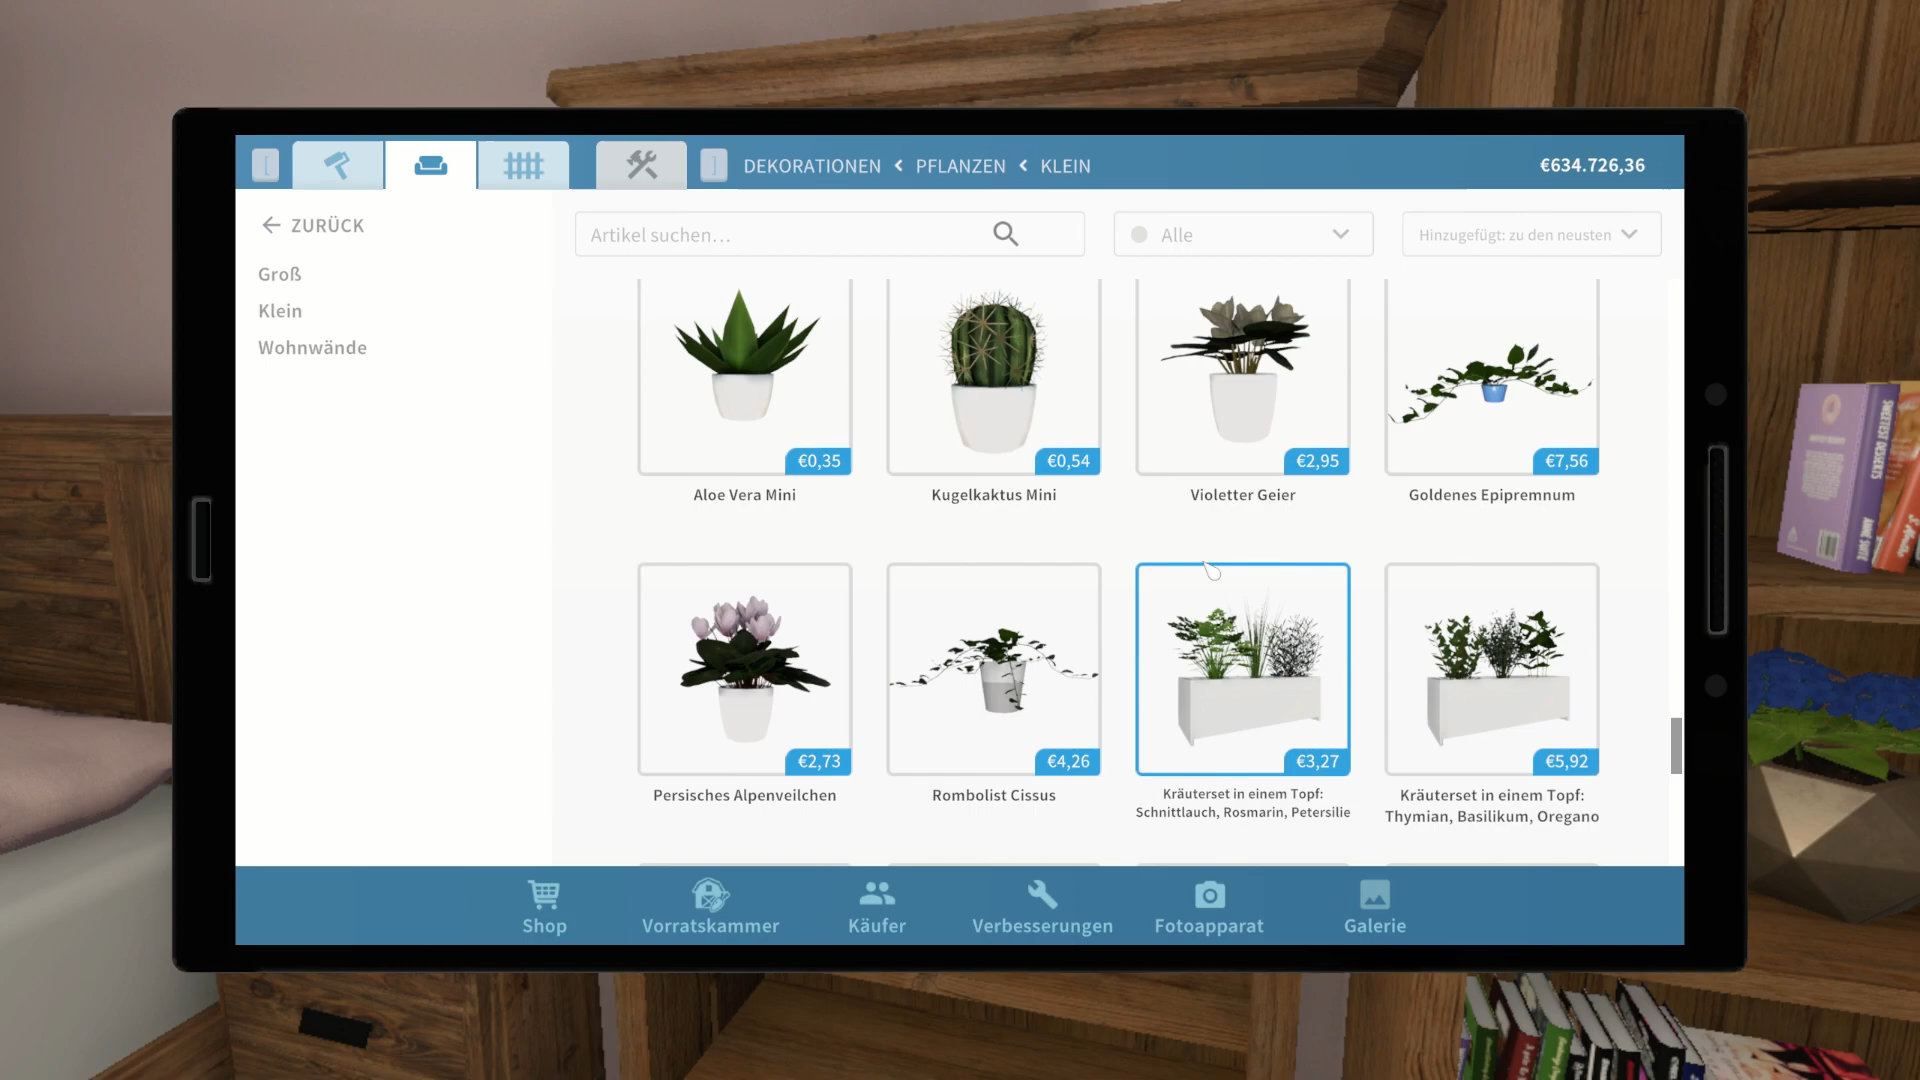 [
]
DEKORATIONEN < PFLANZEN < KLEIN
€634.726,36
ZURÜCK
Groß
Klein
Wohnwände
Artikel suchen...
Alle
Hinzugefügt: zu den neusten
€0,35
€0,54
€2,95
€7,56
Aloe Vera Mini
Kugelkaktus Mini
Violetter Geier
Goldenes Epipremnum
€2,73
€4,26
€3,27
€5,92
Persisches Alpenveilchen
Rombolist Cissus
Kräuterset in einem Topf:
Schnittlauch, Rosmarin, Petersilie
Kräuterset in einem Topf:
Thymian, Basilikum, Oregano
Shop
Vorratskammer
Käufer
Verbesserungen
Fotoapparat
Galerie
SWEETEST DESSERTS